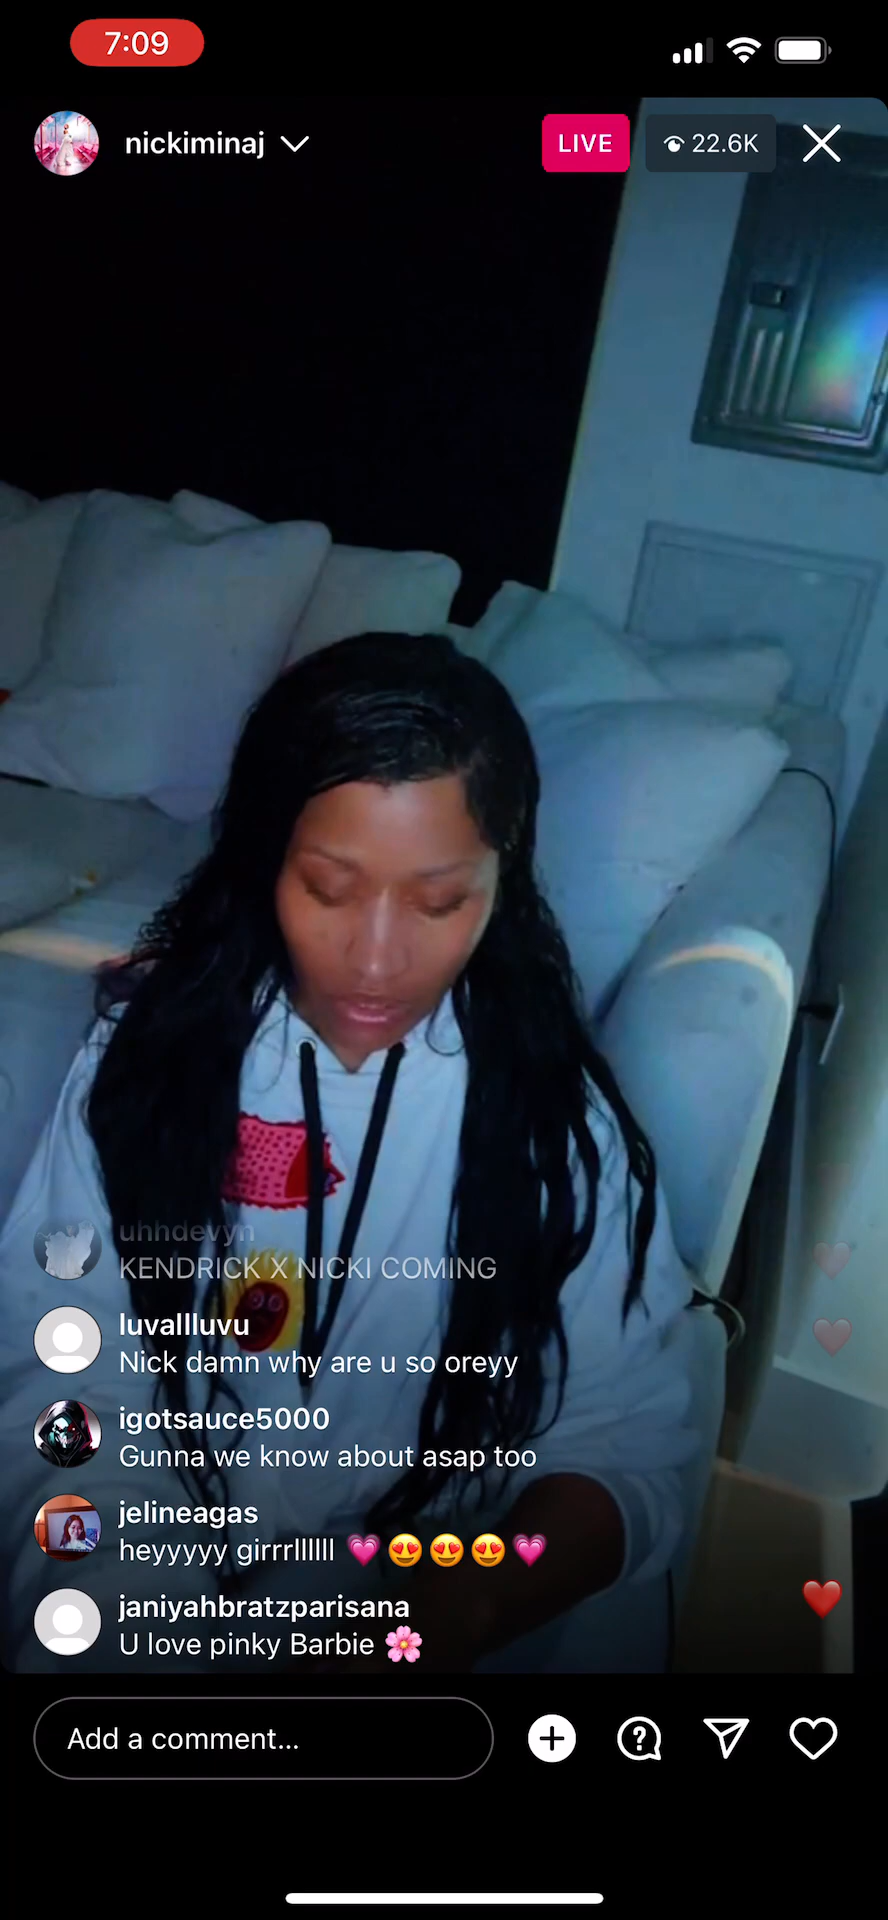 7:09
nickiminaj
LIVE
22.6K
uhhdevyn
KENDRICK X NICKI COMING
luvallluvu
Nick damn why are u so oreyy
igotsauce5000
Gunna we know about asap too
jelineagas
heyyyyy girrrllllll 💗😍😍😍💗
janiyahbratzparisana
U love pinky Barbie 🌸
Add a comment...